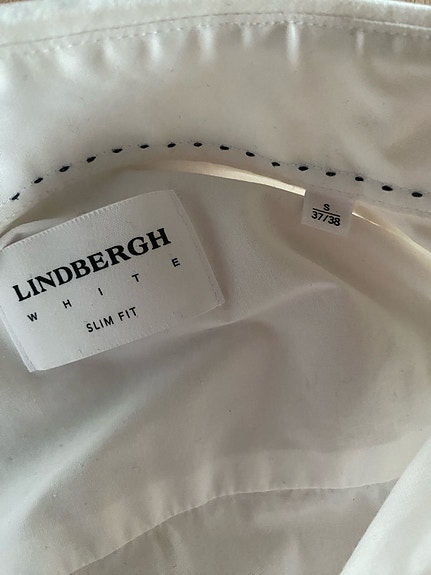 LINDBERGH
WHITE
SLIM FIT
S
37/38